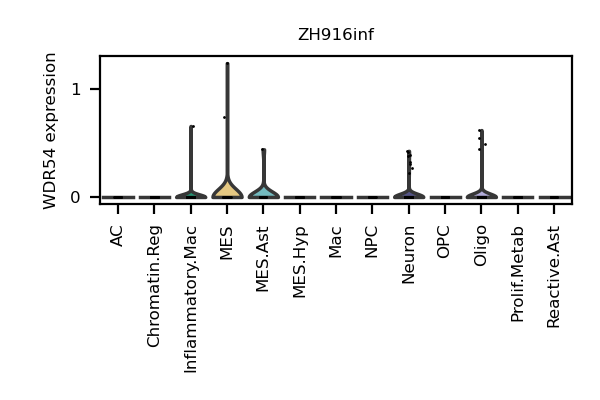 ZH916inf
WDR54 expression
1
0
AC
Chromatin.Reg
Inflammatory.Mac
MES
MES.Ast
MES.Hyp
Mac
NPC
Neuron
OPC
Oligo
Prolif.Metab
Reactive.Ast